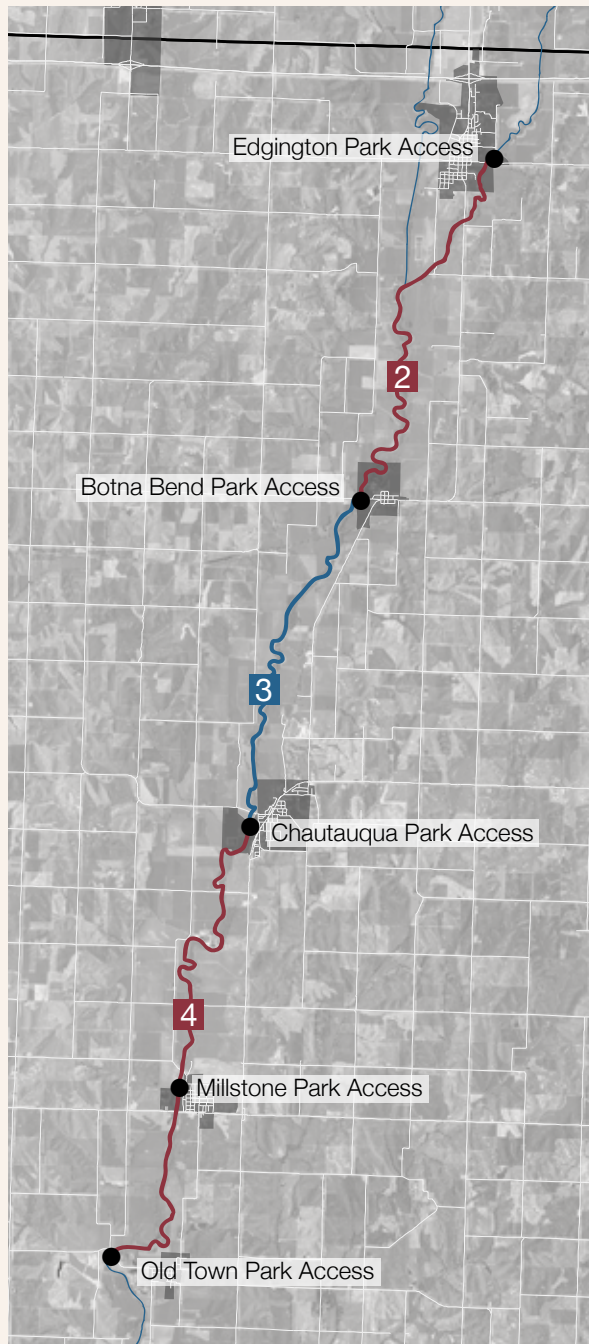 Edgington Park Access
2
Botna Bend Park Access
3
Chautauqua Park Access
4
Millstone Park Access
Old Town Park Access